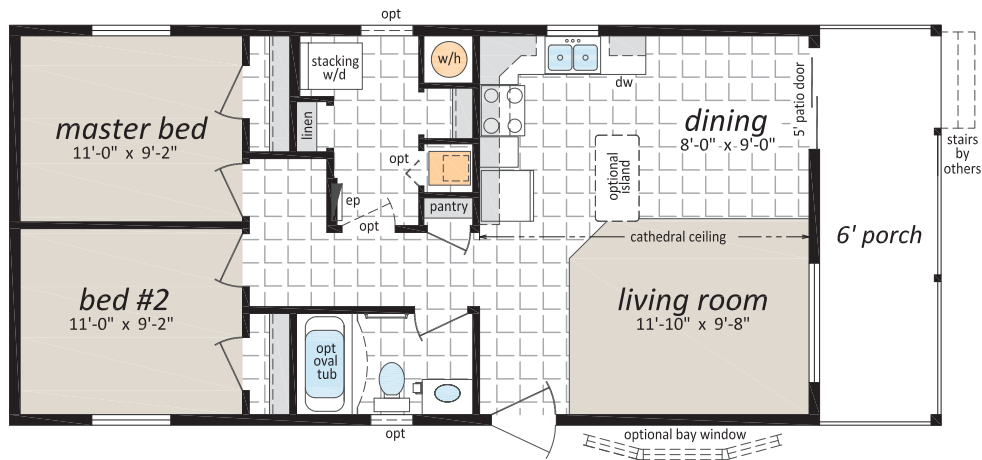 opt
stacking
w/d
w/h
dw
5' patio door
stairs
by
others
linen
master bed
11'-0" x 9'-2"
dining
8'-0" x 9'-0"
opt
optional
island
ep
pantry
opt
cathedral ceiling
6' porch
bed #2
11'-0" x 9'-2"
living room
11'-10" x 9'-8"
opt
oval
tub
opt
optional bay window